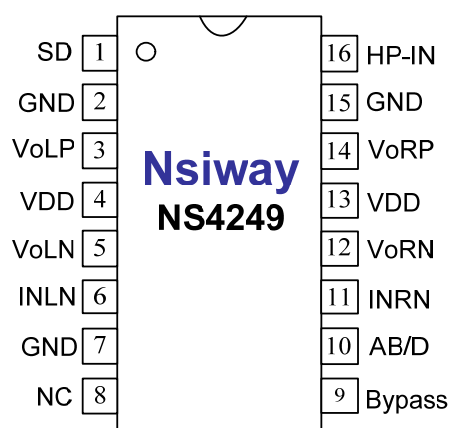 SD 1 16 HP-IN
GND 2 15 GND
VoLP 3 14 VoRP
Nsiway
VDD 4 13 VDD
NS4249
VoLN 5 12 VoRN
INLN 6 11 INRN
GND 7 10 AB/D
NC 8 9 Bypass